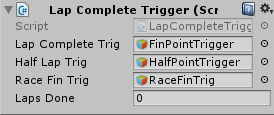 Lap Complete Trigger (Scr
Script LapCompleteTrigg
Lap Complete Trig FinPointTrigger
Half Lap Trig HalfPointTrigger
Race Fin Trig RaceFinTrig
Laps Done 0